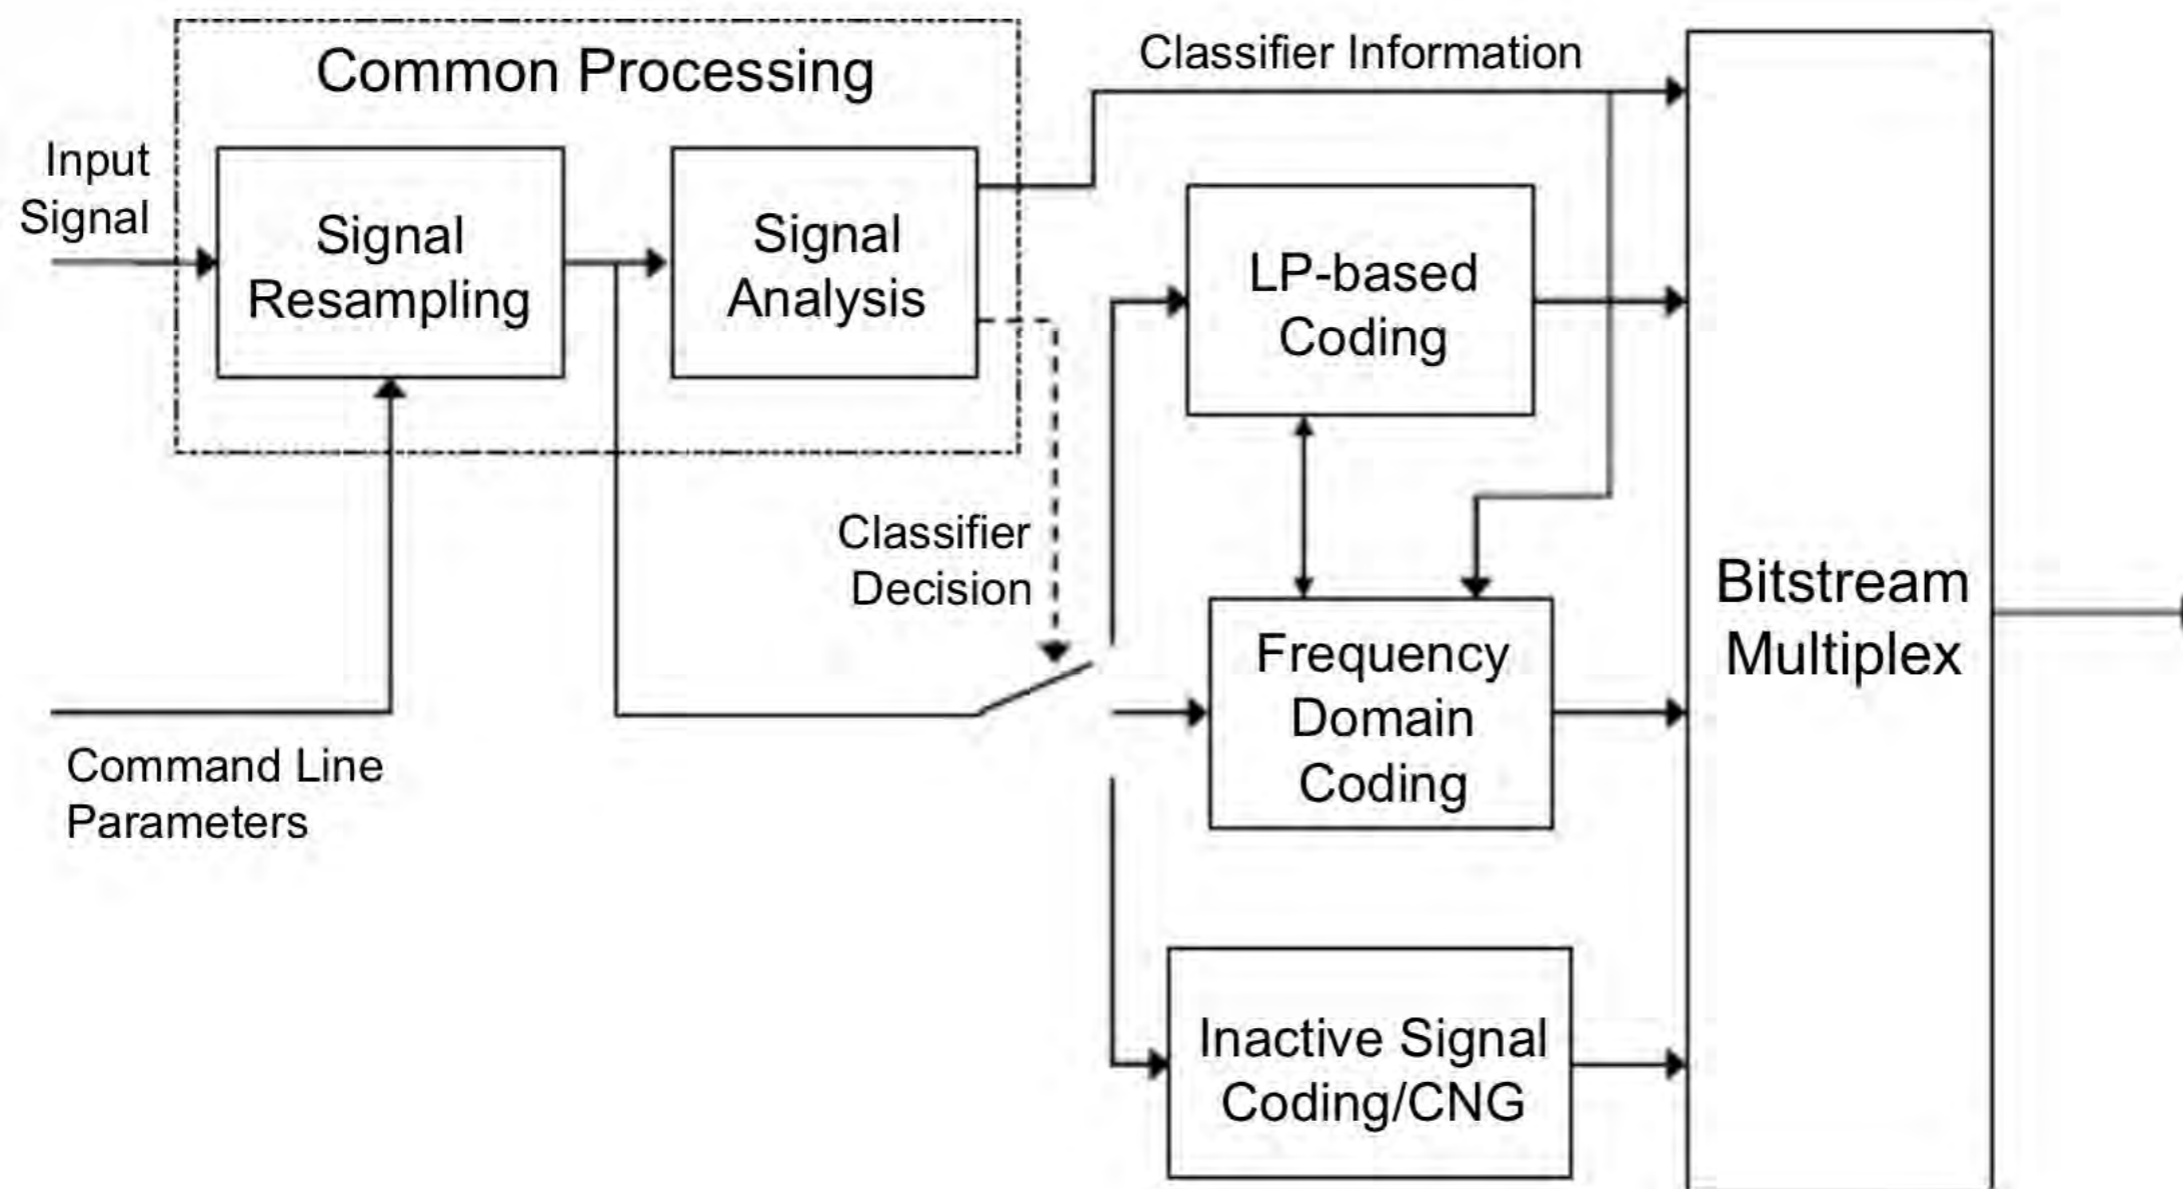 Common Processing
Classifier Information
Input
Signal
Signal
Resampling
Signal
Analysis
LP-based
Coding
Classifier
Decision
Bitstream
Multiplex
Frequency
Domain
Coding
Command Line
Parameters
Inactive Signal
Coding/CNG